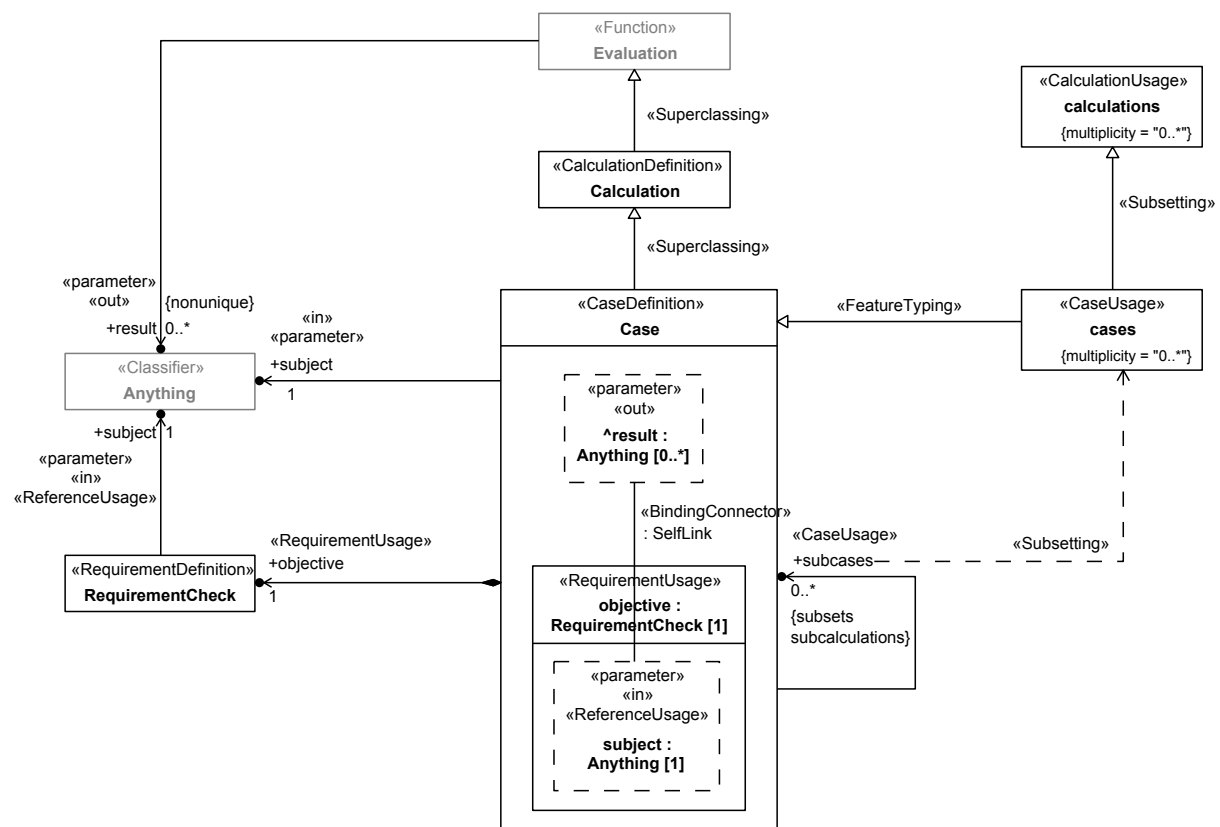 «Function»
Evaluation
«Superclassing»
«CalculationDefinition»
Calculation
«Superclassing»
«CalculationUsage»
calculations
{multiplicity = "0..*"}
«Subsetting»
«parameter»
«out»
{nonunique}
+result
0..*
«Classifier»
Anything
«in»
«parameter»
+subject
1
«CaseDefinition»
Case
«FeatureTyping»
«CaseUsage»
cases
{multiplicity = "0..*"}
«parameter»
«out»
^result :
Anything [0..*]
+subject
1
«parameter»
«in»
«ReferenceUsage»
«BindingConnector»
: SelfLink
«RequirementDefinition»
RequirementCheck
«RequirementUsage»
+objective
1
«RequirementUsage»
objective :
RequirementCheck [1]
«parameter»
«in»
«ReferenceUsage»
subject :
Anything [1]
«CaseUsage»
+subcases
0..*
{subsets
subcalculations}
«Subsetting»